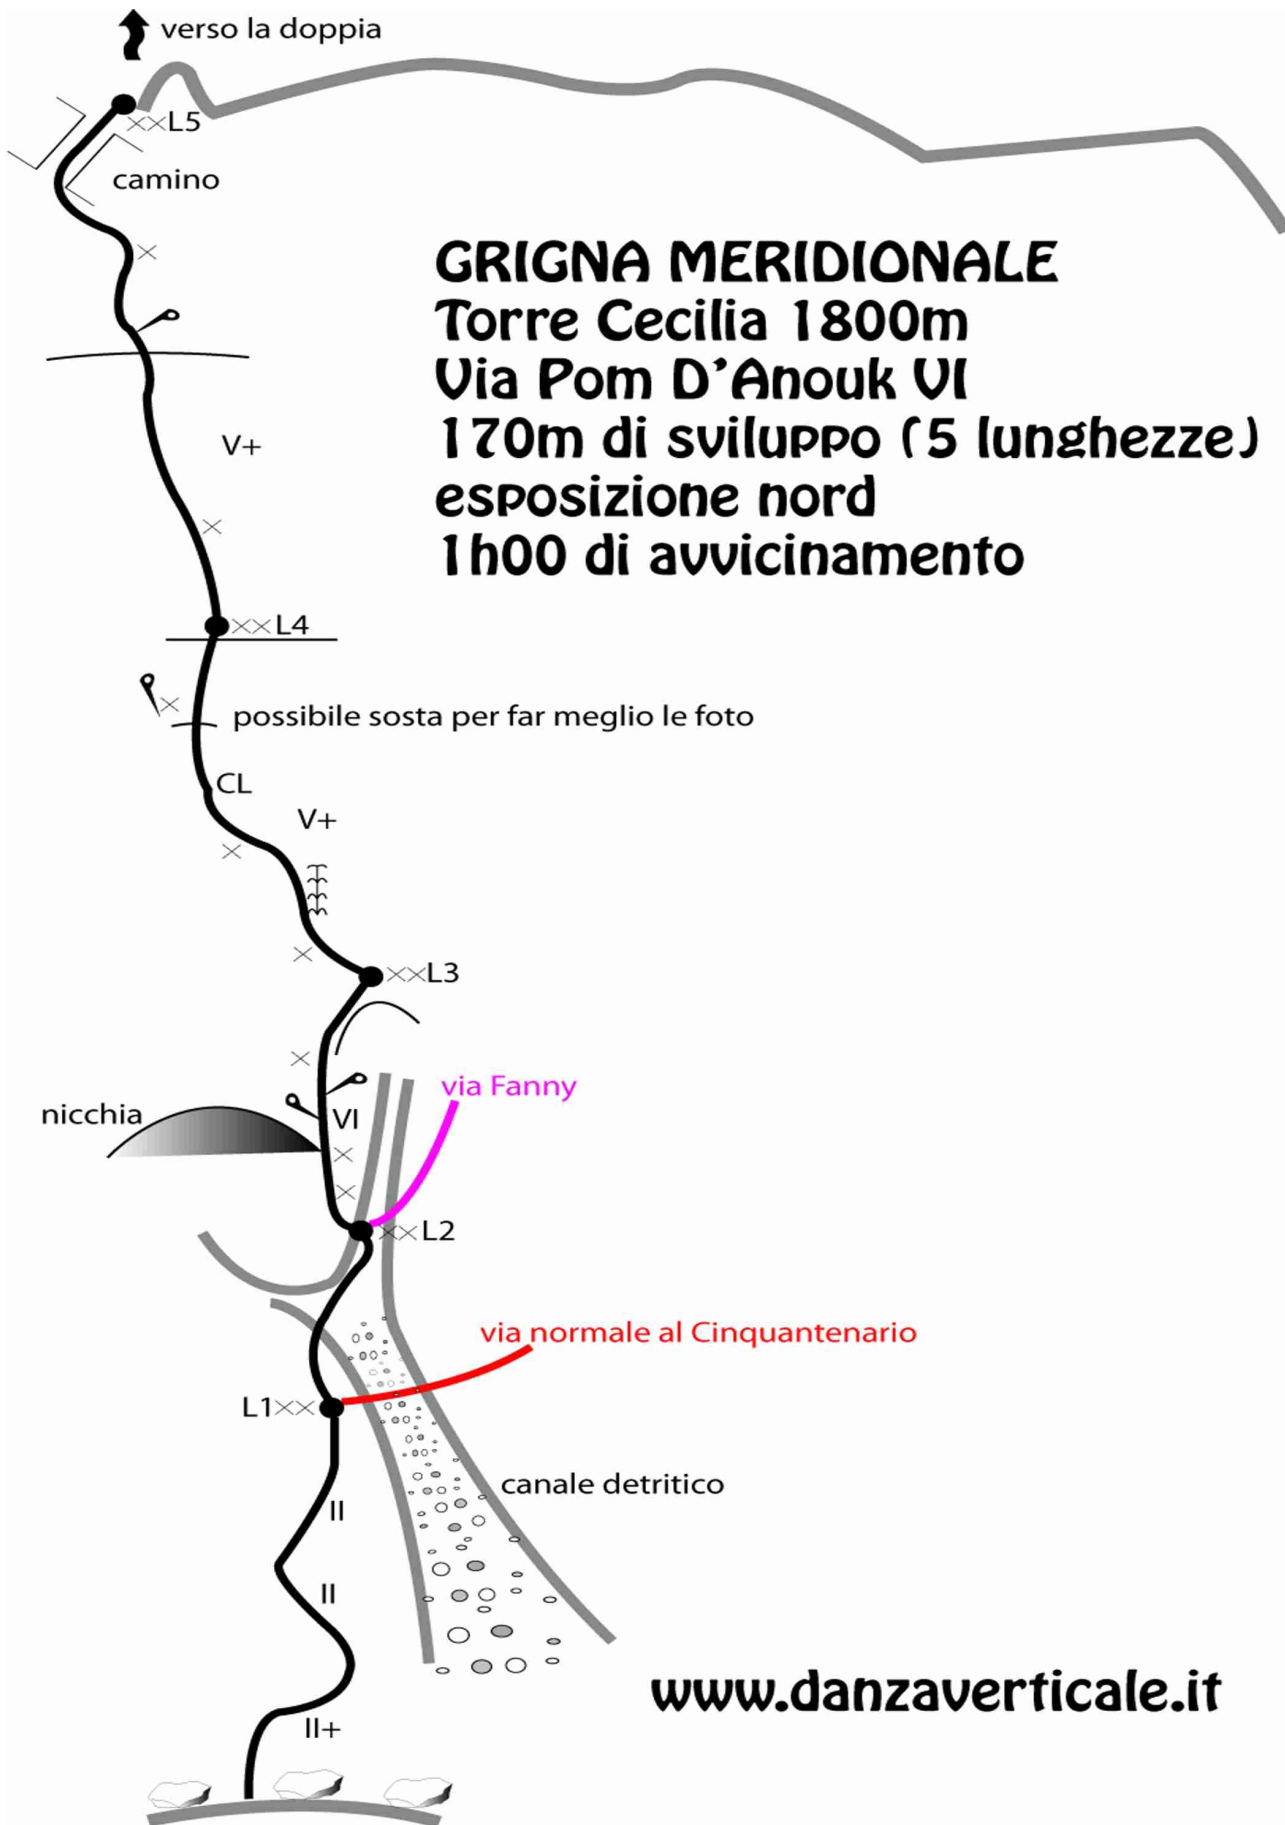 verso la doppia
××L5
camino
GRIGNA MERIDIONALE
Torre Cecilia 1800m
Via Pom D'Anouk VI
170m di sviluppo (5 lunghezze)
esposizione nord
1h00 di avvicinamento
V+
××L4
possibile sosta per far meglio le foto
CL
V+
××L3
via Fanny
nicchia
VI
××L2
via normale al Cinquantenario
L1××
canale detritico
II
II
www.danzaverticale.it
II+